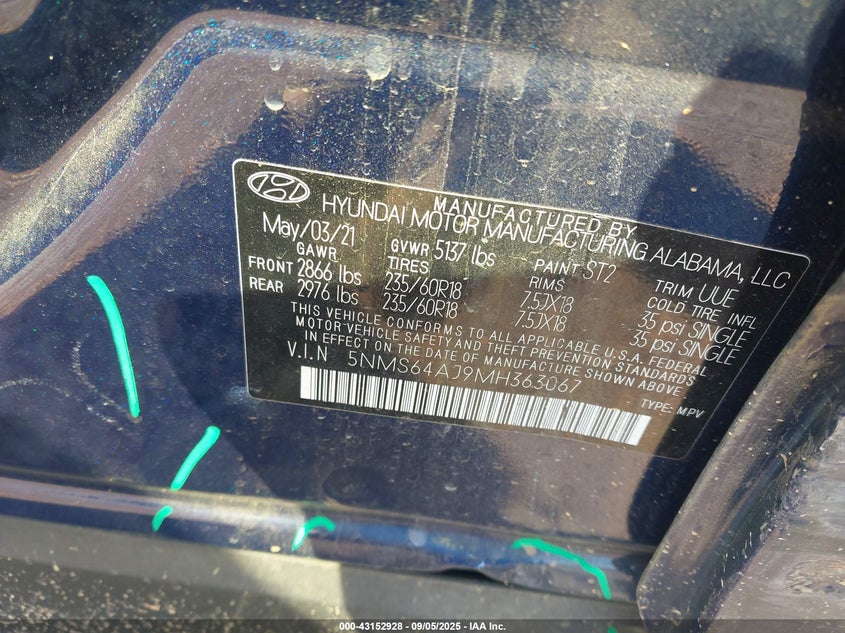 MANUFACTURED BY
HYUNDAI MOTOR MANUFACTURING ALABAMA, LLC
May/03/21 GVWR 5137 lbs PAINT ST2 TRIM UUE
GAWR TIRES RIMS COLD TIRE INFL
FRONT 2866 lbs 235/60R18 7.5JX18 35 psi SINGLE
REAR 2976 lbs 235/60R18 7.5JX18 35 psi SINGLE
THIS VEHICLE CONFORMS TO ALL APPLICABLE U.S.A. FEDERAL
MOTOR VEHICLE SAFETY AND THEFT PREVENTION STANDARDS
IN EFFECT ON THE DATE OF MANUFACTURE SHOWN ABOVE.
V.I.N 5NMS64AJ9MH363067
TYPE: MPV
000-43152928 - 09/05/2025 - IAA Inc.